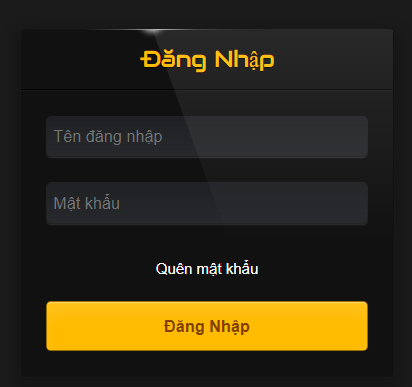 Đăng Nhập
Tên đăng nhập
Mật khẩu
Quên mật khẩu
Đăng Nhập